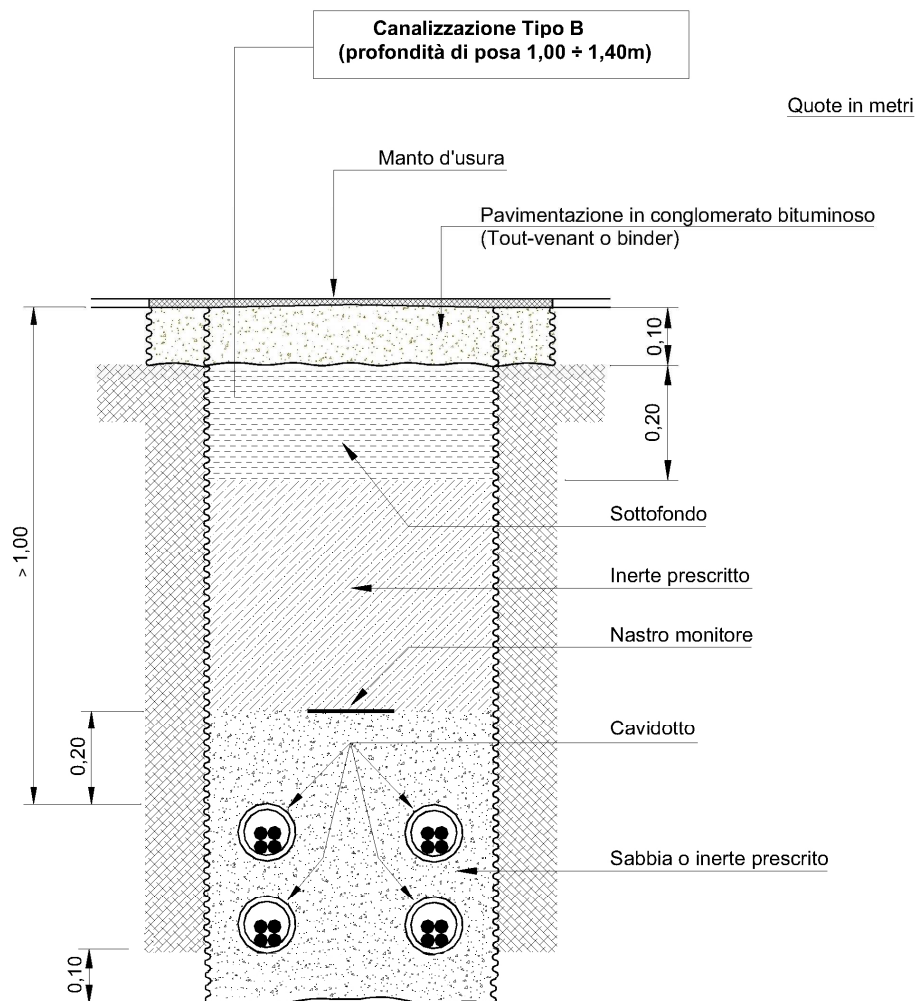 Canalizzazione Tipo B
(profondità di posa 1,00 ÷ 1,40m)
Quote in metri
Manto d'usura
Pavimentazione in conglomerato bituminoso
(Tout-venant o binder)
0,10
0,20
> 1,00
Sottofondo
Inerte prescritto
Nastro monitore
Cavidotto
0,20
Sabbia o inerte prescrito
0,10